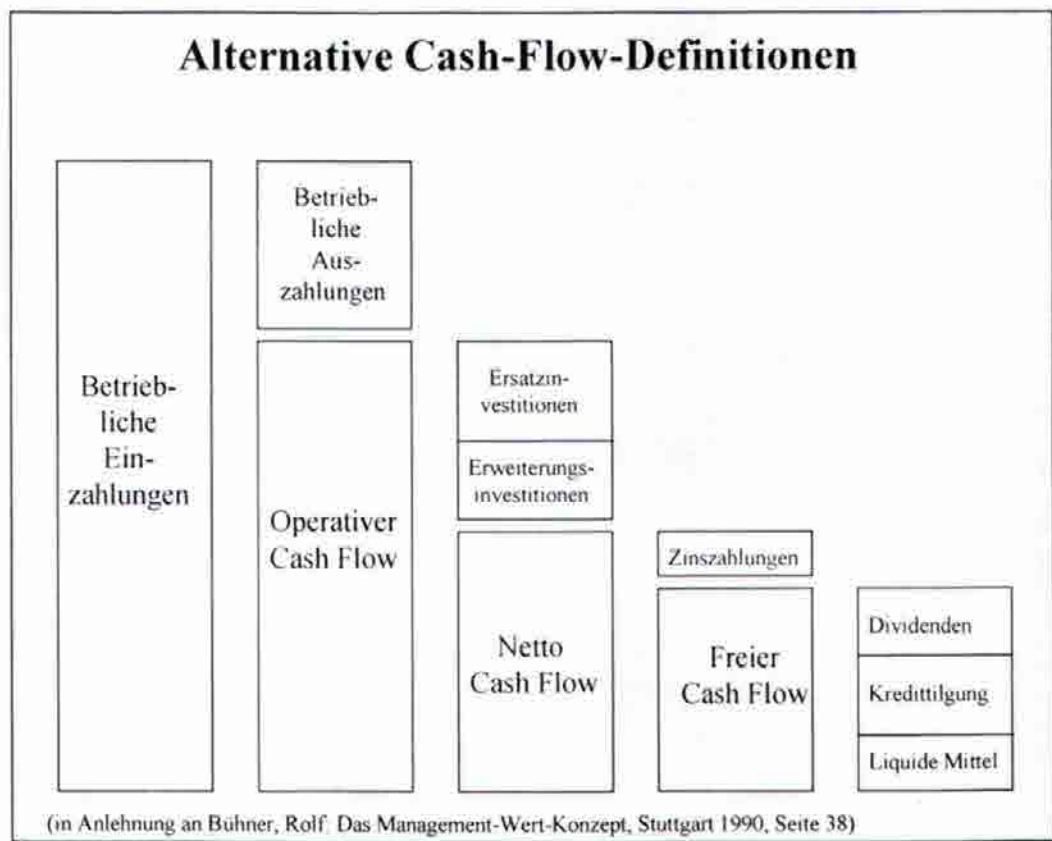 Alternative Cash-Flow-Definitionen
Betrieb-
liche
Ein-
zahlungen
Betrieb-
liche
Aus-
zahlungen
Operativer
Cash Flow
Ersatzin-
vestitionen
Erweiterungs-
investitionen
Netto
Cash Flow
Zinszahlungen
Freier
Cash Flow
Dividenden
Kredittilgung
Liquide Mittel
(in Anlehnung an Bühner, Rolf: Das Management-Wert-Konzept, Stuttgart 1990, Seite 38)